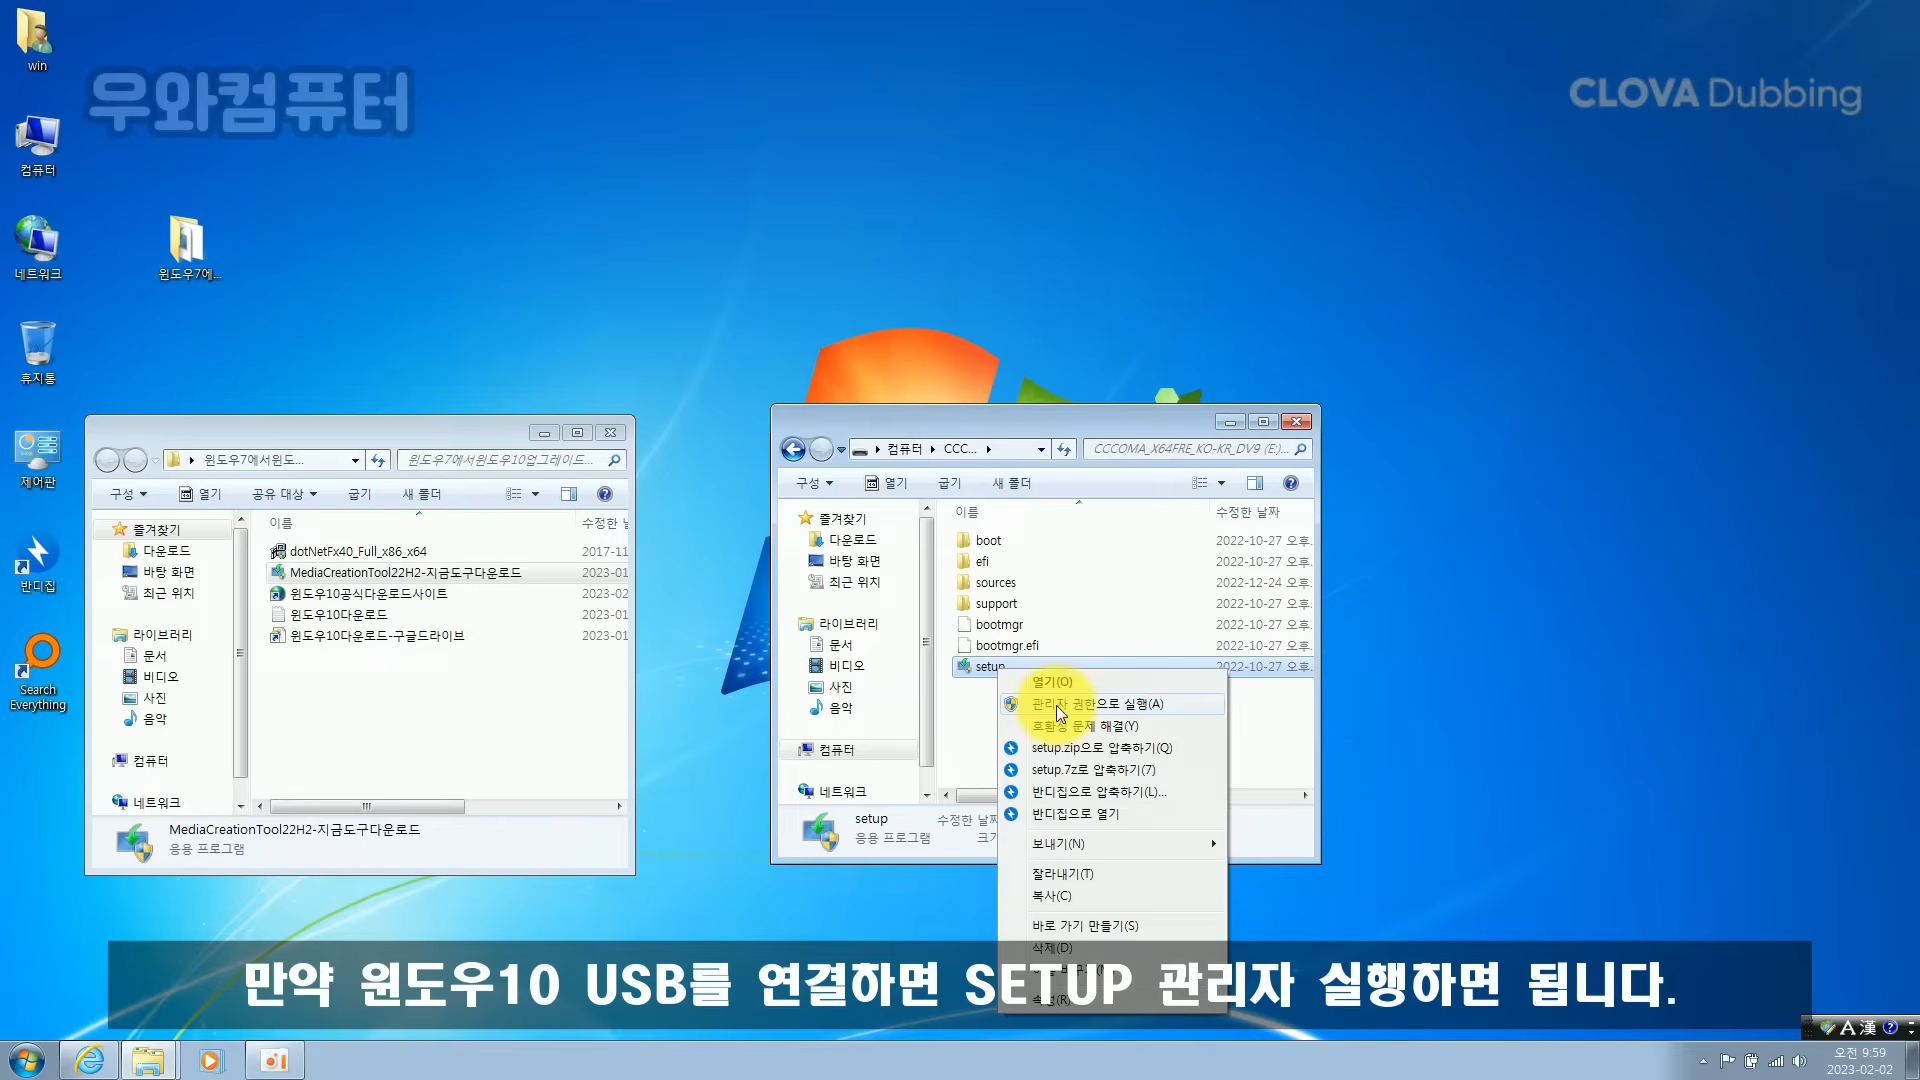 win
우와컴퓨터
CLOVA Dubbing
컴퓨터
네트워크
윈도우7에...
휴지통
제어판
반디집
Search
Everything
윈도우7에서윈도...
윈도우7에서윈도우10업그레이드...
구성
열기
공유 대상
굽기
새 폴더
이름
수정한 날
즐겨찾기
다운로드
바탕 화면
최근 위치
라이브러리
문서
비디오
사진
음악
컴퓨터
네트워크
dotNetFx40_Full_x86_x64
2017-11
MediaCreationTool22H2-지금도구다운로드
2023-01
윈도우10공식다운로드사이트
2023-02
윈도우10다운로드
2023-01
윈도우10다운로드-구글드라이브
2023-01
MediaCreationTool22H2-지금도구다운로드
응용 프로그램
컴퓨터
CCC...
CCCOMA_X64FRE_KO-KR_DV9 (E:)...
구성
열기
굽기
새 폴더
이름
수정한 날짜
즐겨찾기
다운로드
바탕 화면
최근 위치
라이브러리
문서
비디오
사진
음악
컴퓨터
네트워크
boot
2022-10-27 오후
efi
2022-10-27 오후
sources
2022-12-24 오후
support
2022-10-27 오후
bootmgr
2022-10-27 오후
bootmgr.efi
2022-10-27 오후
setup
2022-10-27 오후
setup
수정한 날짜
응용 프로그램
크기
열기(O)
관리자 권한으로 실행(A)
호환성 문제 해결(Y)
setup.zip으로 압축하기(Q)
setup.7z로 압축하기(7)
반디집으로 압축하기(L)...
반디집으로 열기
보내기(N)
잘라내기(T)
복사(C)
바로 가기 만들기(S)
삭제(D)
속성(R)
만약 윈도우10 USB를 연결하면 SETUP 관리자 실행하면 됩니다.
A 漢
오전 9:59
2023-02-02